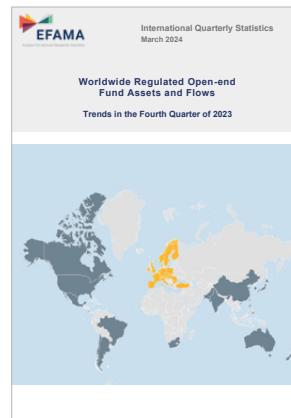 EFAMA
International Quarterly Statistics
March 2024
Worldwide Regulated Open-end
Fund Assets and Flows
Trends in the Fourth Quarter of 2023